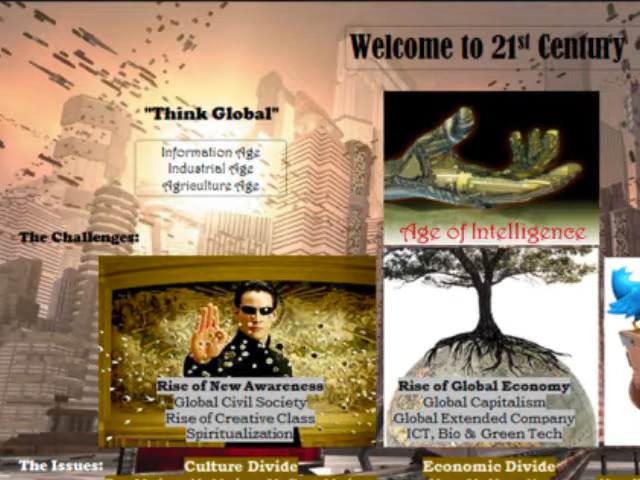 Welcome to 21st Century
"Think Global"
Information Age
Industrial Age
Agriculture Age
Age of Intelligence
The Challenges:
Rise of New Awareness
Global Civil Society
Rise of Creative Class
Spiritualization
Rise of Global Economy
Global Capitalism
Global Extended Company
ICT, Bio & Green Tech
The Issues:
Culture Divide
Economic Divide